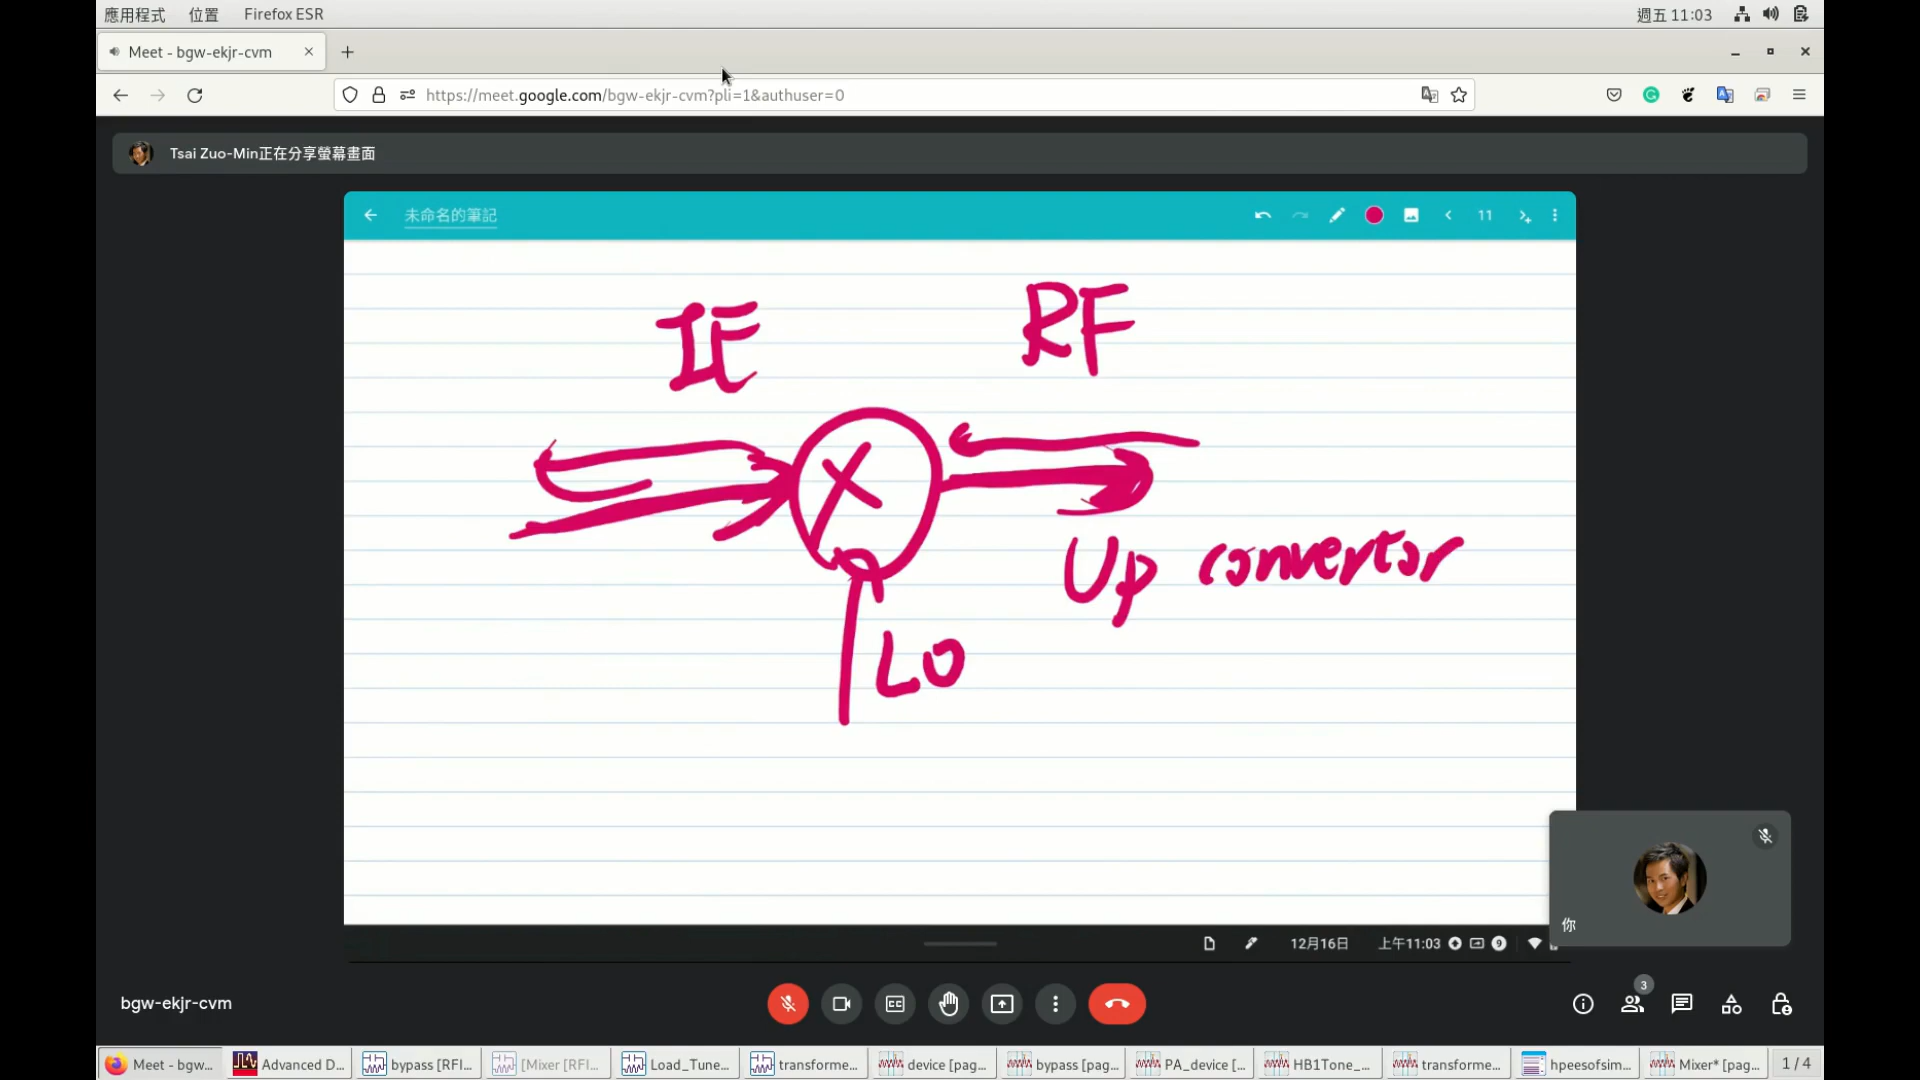 應用程式 位置 Firefox ESR 週五 11:03
Meet - bgw-ekjr-cvm
https://meet.google.com/bgw-ekjr-cvm?pli=1&authuser=0
Tsai Zuo-Min正在分享螢幕畫面
未命名的筆記 11
IF RF
X
Up convertor
LO
你
12月16日 上午11:03 9
bgw-ekjr-cvm 3
Meet - bgw... Advanced D... bypass [RFI... [Mixer [RFI... Load_Tune... transforme... device [pag... bypass [pag... PA_device [... HB1Tone_... transforme... hpeesofsim... Mixer* [pag... 1 / 4